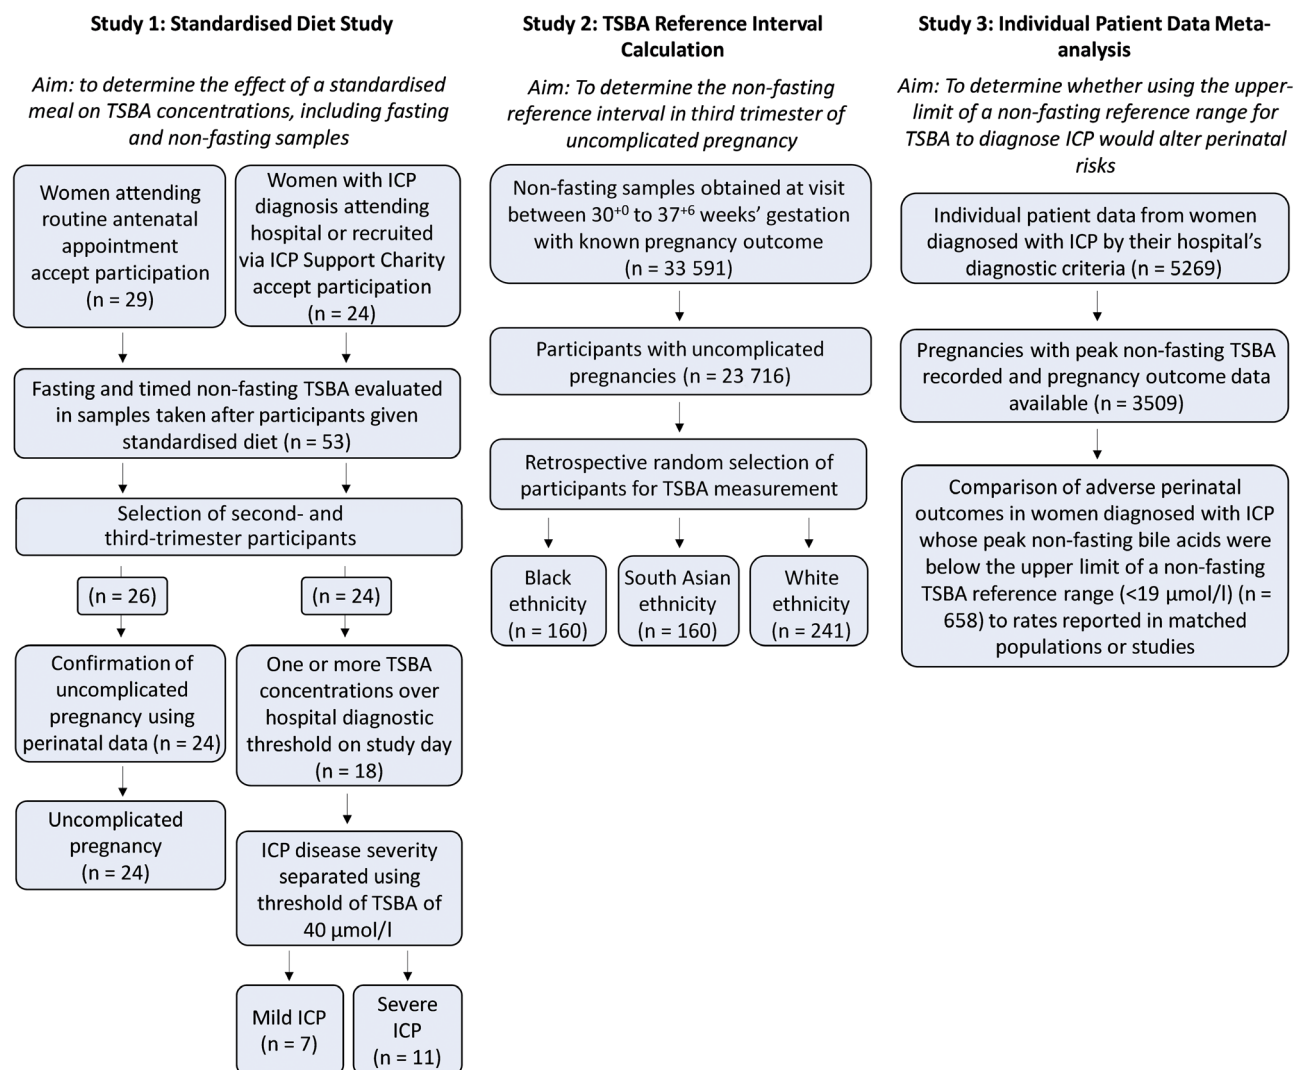 Study 1: Standardised Diet Study
Aim: to determine the effect of a standardised
meal on TSBA concentrations, including fasting
and non-fasting samples
Women attending
routine antenatal
appointment
accept participation
(n = 29)
Women with ICP
diagnosis attending
hospital or recruited
via ICP Support Charity
accept participation
(n = 24)
Fasting and timed non-fasting TSBA evaluated
in samples taken after participants given
standardised diet (n = 53)
Selection of second- and
third-trimester participants
(n = 26)
(n = 24)
Confirmation of
uncomplicated
pregnancy using
perinatal data (n = 24)
One or more TSBA
concentrations over
hospital diagnostic
threshold on study day
(n = 18)
Uncomplicated
pregnancy
(n = 24)
ICP disease severity
separated using
threshold of TSBA of
40 µmol/l
Mild ICP
(n = 7)
Severe
ICP
(n = 11)
Study 2: TSBA Reference Interval
Calculation
Aim: To determine the non-fasting
reference interval in third trimester of
uncomplicated pregnancy
Non-fasting samples obtained at visit
between 30⁺⁰ to 37⁺⁶ weeks’ gestation
with known pregnancy outcome
(n = 33 591)
Participants with uncomplicated
pregnancies (n = 23 716)
Retrospective random selection of
participants for TSBA measurement
Black
ethnicity
(n = 160)
South Asian
ethnicity
(n = 160)
White
ethnicity
(n = 241)
Study 3: Individual Patient Data Meta-
analysis
Aim: To determine whether using the upper-
limit of a non-fasting reference range for
TSBA to diagnose ICP would alter perinatal
risks
Individual patient data from women
diagnosed with ICP by their hospital’s
diagnostic criteria (n = 5269)
Pregnancies with peak non-fasting TSBA
recorded and pregnancy outcome data
available (n = 3509)
Comparison of adverse perinatal
outcomes in women diagnosed with ICP
whose peak non-fasting bile acids were
below the upper limit of a non-fasting
TSBA reference range (<19 µmol/l) (n =
658) to rates reported in matched
populations or studies